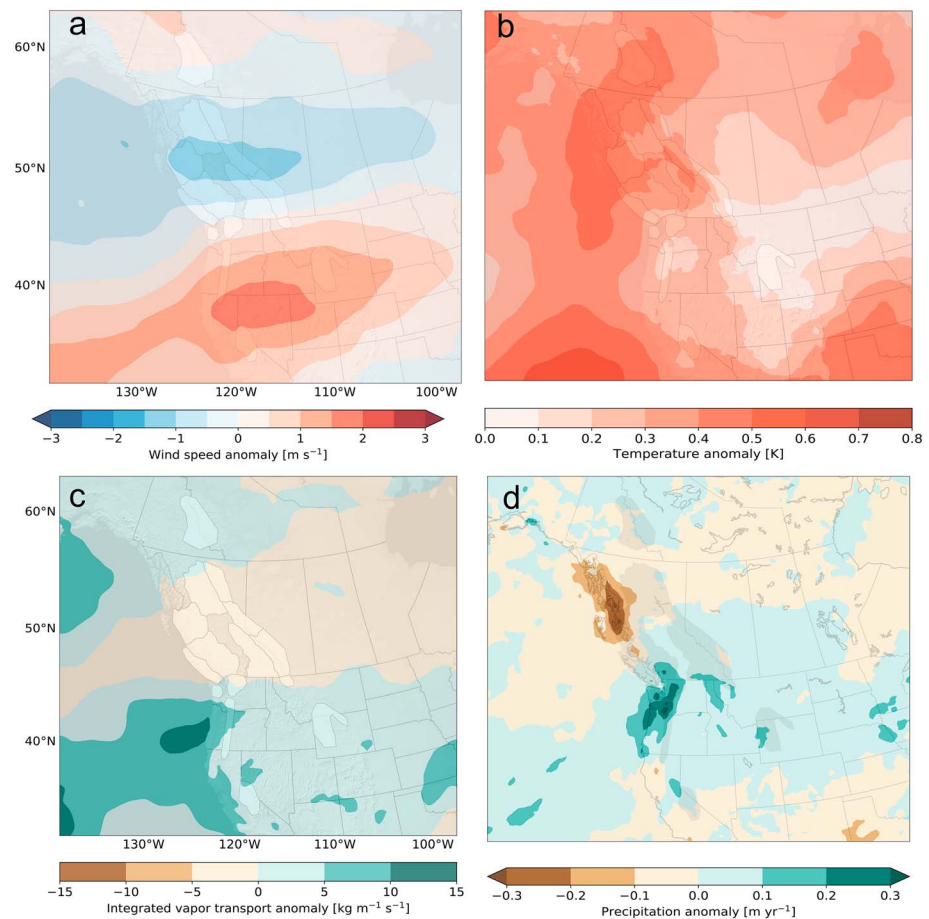 a
b
60°N
50°N
40°N
130°W 120°W 110°W 100°W
−3 −2 −1 0 1 2 3
Wind speed anomaly [m s⁻¹]
0.0 0.1 0.2 0.3 0.4 0.5 0.6 0.7 0.8
Temperature anomaly [K]
c
d
60°N
50°N
40°N
130°W 120°W 110°W 100°W
−15 −10 −5 0 5 10 15
Integrated vapor transport anomaly [kg m⁻¹ s⁻¹]
−0.3 −0.2 −0.1 0.0 0.1 0.2 0.3
Precipitation anomaly [m yr⁻¹]